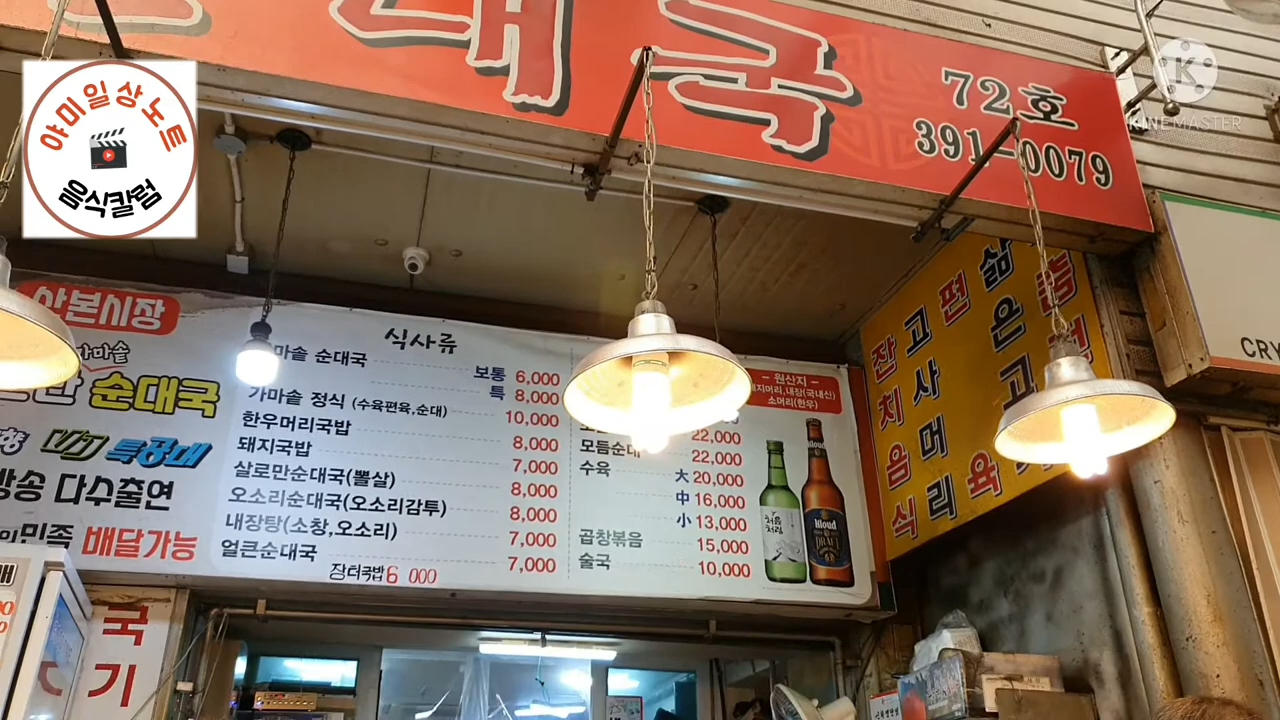 대국
72호
391-0079
야미일상노트
음식칼럼
KINEMASTER
산본시장
가마솥
순대국
VJ 특공대
방송 다수출연
민족 배달가능
식사류
마솥 순대국 보통 6,000
특 8,000
가마솥 정식 (수육편육,순대) 10,000
한우머리국밥 8,000
돼지국밥 7,000
살로만순대국(뽈살) 8,000
오소리순대국(오소리감투) 8,000
내장탕(소창,오소리) 7,000
얼큰순대국 7,000
장터국밥 6 000
22,000
모듬순대 22,000
수육 大 20,000
中 16,000
小 13,000
곱창볶음 15,000
술국 10,000
- 원산지 -
돼지머리,내장(국내산)
소머리(한우)
처음처럼
Kloud
Kloud
DRAFT
잔치음식
고사머리
편육
삶은고
CRY
국
기